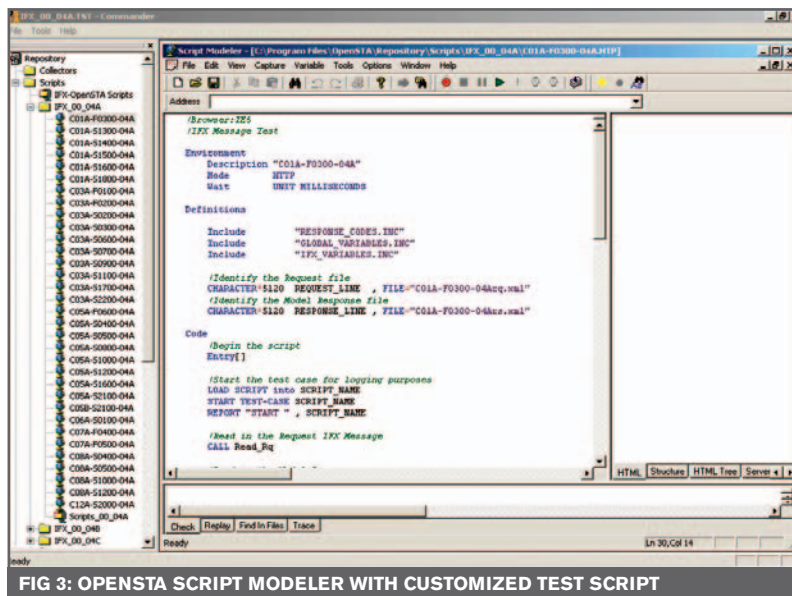 IFX_00_04A.TST - Commander
File Tools Help
Repository
Collectors
Scripts
IFX-OpenSTA Scripts
IFX_00_04A
C01A-F0300-04A
C01A-S1300-04A
C01A-S1400-04A
C01A-S1500-04A
C01A-S1600-04A
C01A-S1800-04A
C03A-F0100-04A
C03A-F0200-04A
C03A-S0200-04A
C03A-S0300-04A
C03A-S0600-04A
C03A-S0700-04A
C03A-S0900-04A
C03A-S1100-04A
C03A-S1700-04A
C03A-S2200-04A
C05A-F0600-04A
C05A-S0400-04A
C05A-S0500-04A
C05A-S0800-04A
C05A-S1000-04A
C05A-S1200-04A
C05A-S1600-04A
C05A-S2100-04A
C05B-S2100-04A
C06A-S0100-04A
C07A-F0400-04A
C07A-F0500-04A
C08A-S0400-04A
C08A-S0500-04A
C08A-S1000-04A
C08A-S1200-04A
C12A-S2000-04A
Scripts_00_04A
IFX_00_04B
IFX_00_04C
eady
Script Modeler - [C:\Program Files\OpenSTA\Repository\Scripts\IFX_00_04A\C01A-F0300-04A.HTP]
File Edit View Capture Variable Tools Options Window Help
Address
!Browser:IE6
!IFX Message Test
Environment
Description "C01A-F0300-04A"
Mode HTTP
Wait UNIT MILLISECONDS
Definitions
Include "RESPONSE_CODES.INC"
Include "GLOBAL_VARIABLES.INC"
Include "IFX_VARIABLES.INC"
!Identify the Request file
CHARACTER*5120 REQUEST_LINE , FILE="C01A-F0300-04Arq.xml"
!Identify the Model Response file
CHARACTER*5120 RESPONSE_LINE , FILE="C01A-F0300-04Ars.xml"
Code
!Begin the script
Entry[]
!Start the test case for logging purposes
LOAD SCRIPT into SCRIPT_NAME
START TEST-CASE SCRIPT_NAME
REPORT "START " , SCRIPT_NAME
!Read in the Request IFX Message
CALL Read_Rq
HTML Structure HTML Tree Server
Check Replay Find In Files Trace
Ready
Ln 30, Col 14
FIG 3: OPENSTA SCRIPT MODELER WITH CUSTOMIZED TEST SCRIPT